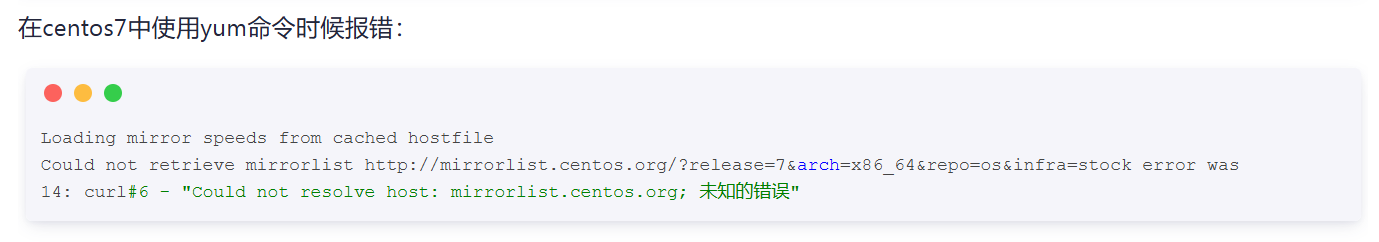 在centos7中使用yum命令时候报错：
Loading mirror speeds from cached hostfile
Could not retrieve mirrorlist http://mirrorlist.centos.org/?release=7&arch=x86_64&repo=os&infra=stock error was
14: curl#6 - "Could not resolve host: mirrorlist.centos.org; 未知的错误"